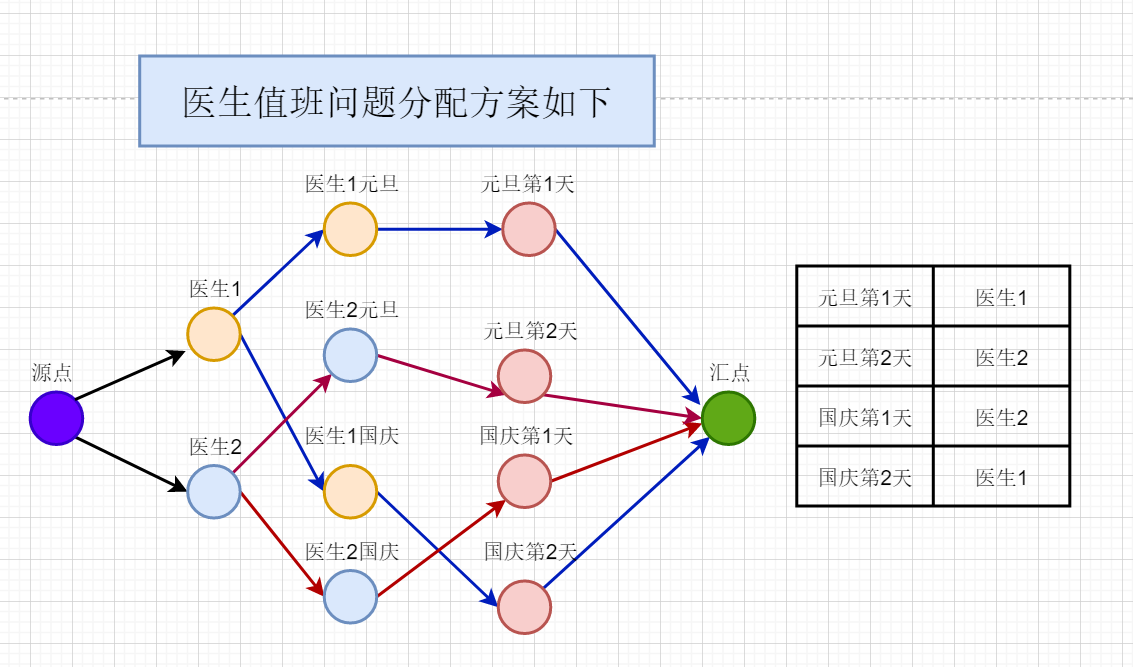 医生值班问题分配方案如下
医生1元旦
元旦第1天
医生1
医生2元旦
元旦第2天
源点
汇点
医生2
医生1国庆
国庆第1天
医生2国庆
国庆第2天
元旦第1天 医生1
元旦第2天 医生2
国庆第1天 医生2
国庆第2天 医生1